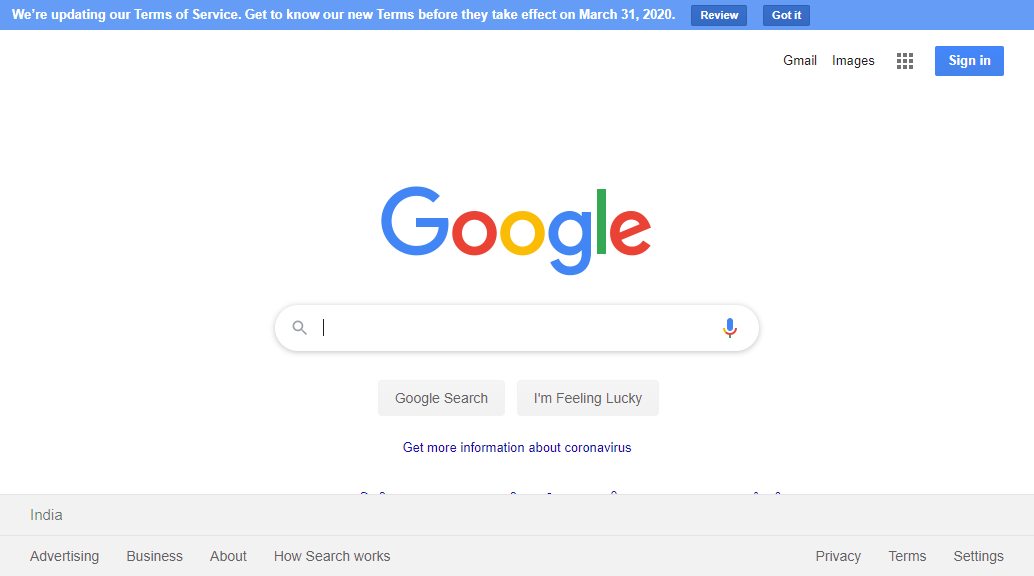 We're updating our Terms of Service. Get to know our new Terms before they take effect on March 31, 2020. Review Got it
Gmail Images Sign in
Google
Google Search I'm Feeling Lucky
Get more information about coronavirus
India
Advertising Business About How Search works Privacy Terms Settings